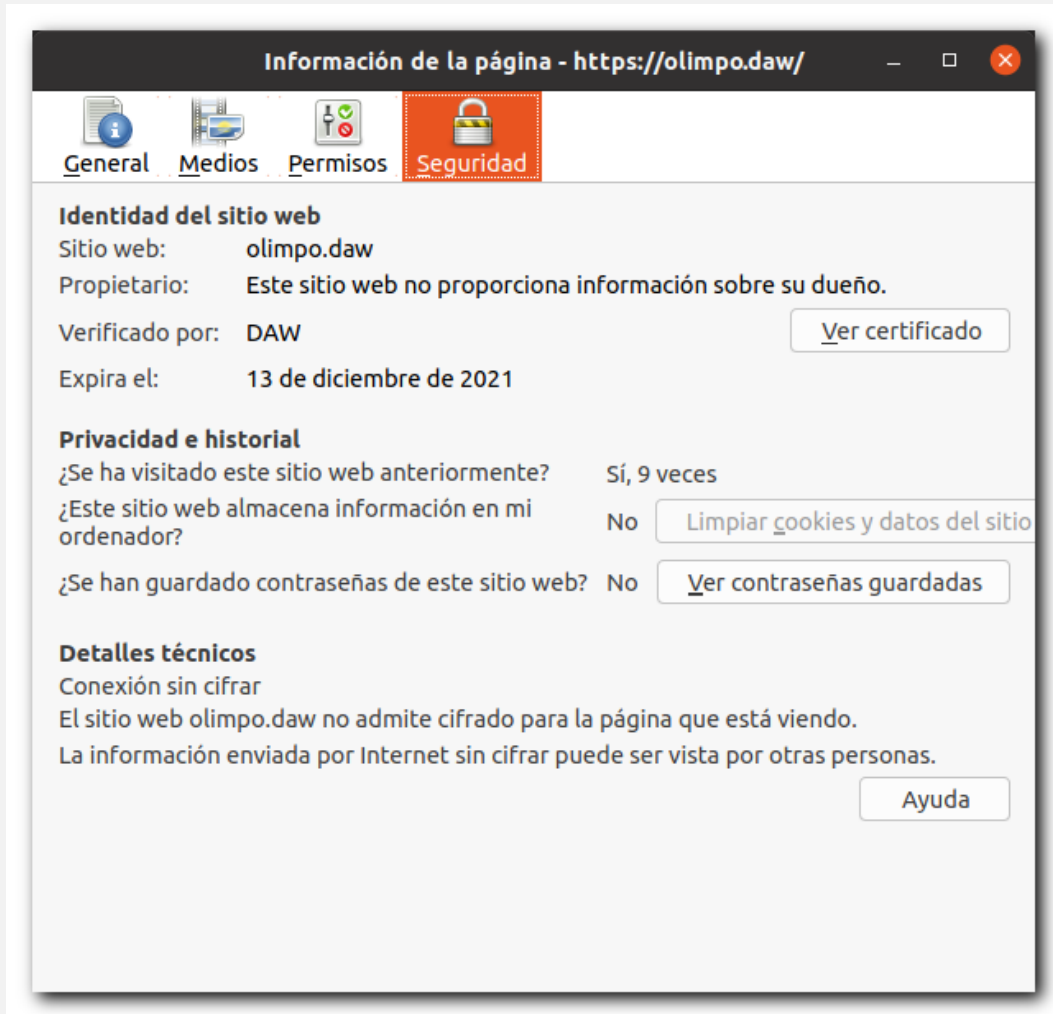 Información de la página - https://olimpo.daw/
General Medios Permisos Seguridad
Identidad del sitio web
Sitio web: olimpo.daw
Propietario: Este sitio web no proporciona información sobre su dueño.
Verificado por: DAW Ver certificado
Expira el: 13 de diciembre de 2021
Privacidad e historial
¿Se ha visitado este sitio web anteriormente? Sí, 9 veces
¿Este sitio web almacena información en mi
ordenador? No Limpiar cookies y datos del sitio
¿Se han guardado contraseñas de este sitio web? No Ver contraseñas guardadas
Detalles técnicos
Conexión sin cifrar
El sitio web olimpo.daw no admite cifrado para la página que está viendo.
La información enviada por Internet sin cifrar puede ser vista por otras personas.
Ayuda